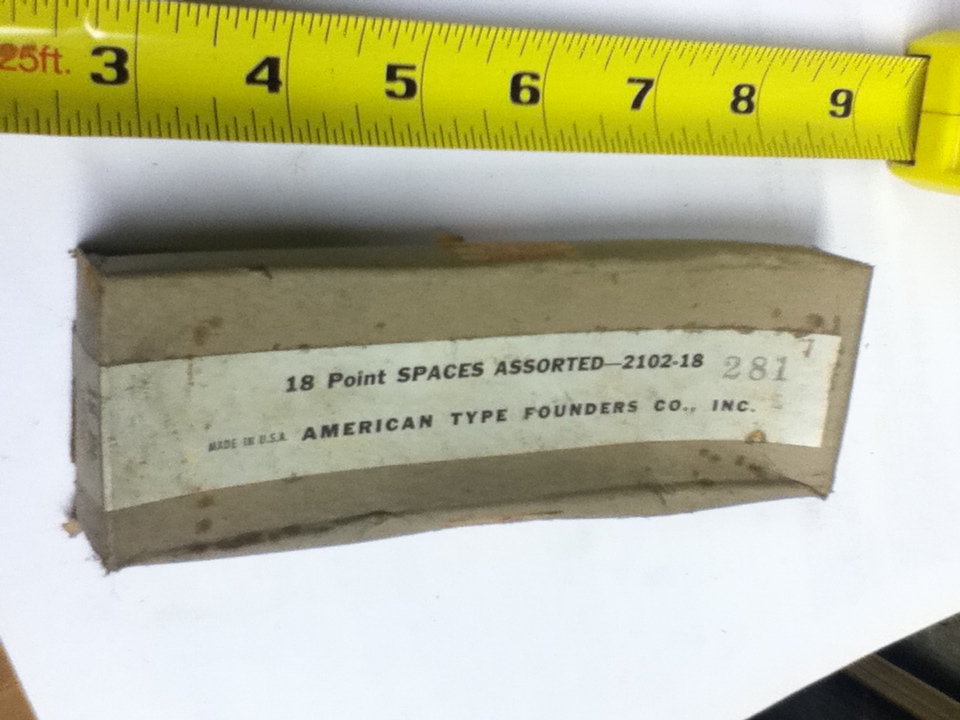 25ft. 3 4 5 6 7 8 9
7
18 Point SPACES ASSORTED—2102-18 281
MADE IN U.S.A. AMERICAN TYPE FOUNDERS CO., INC.